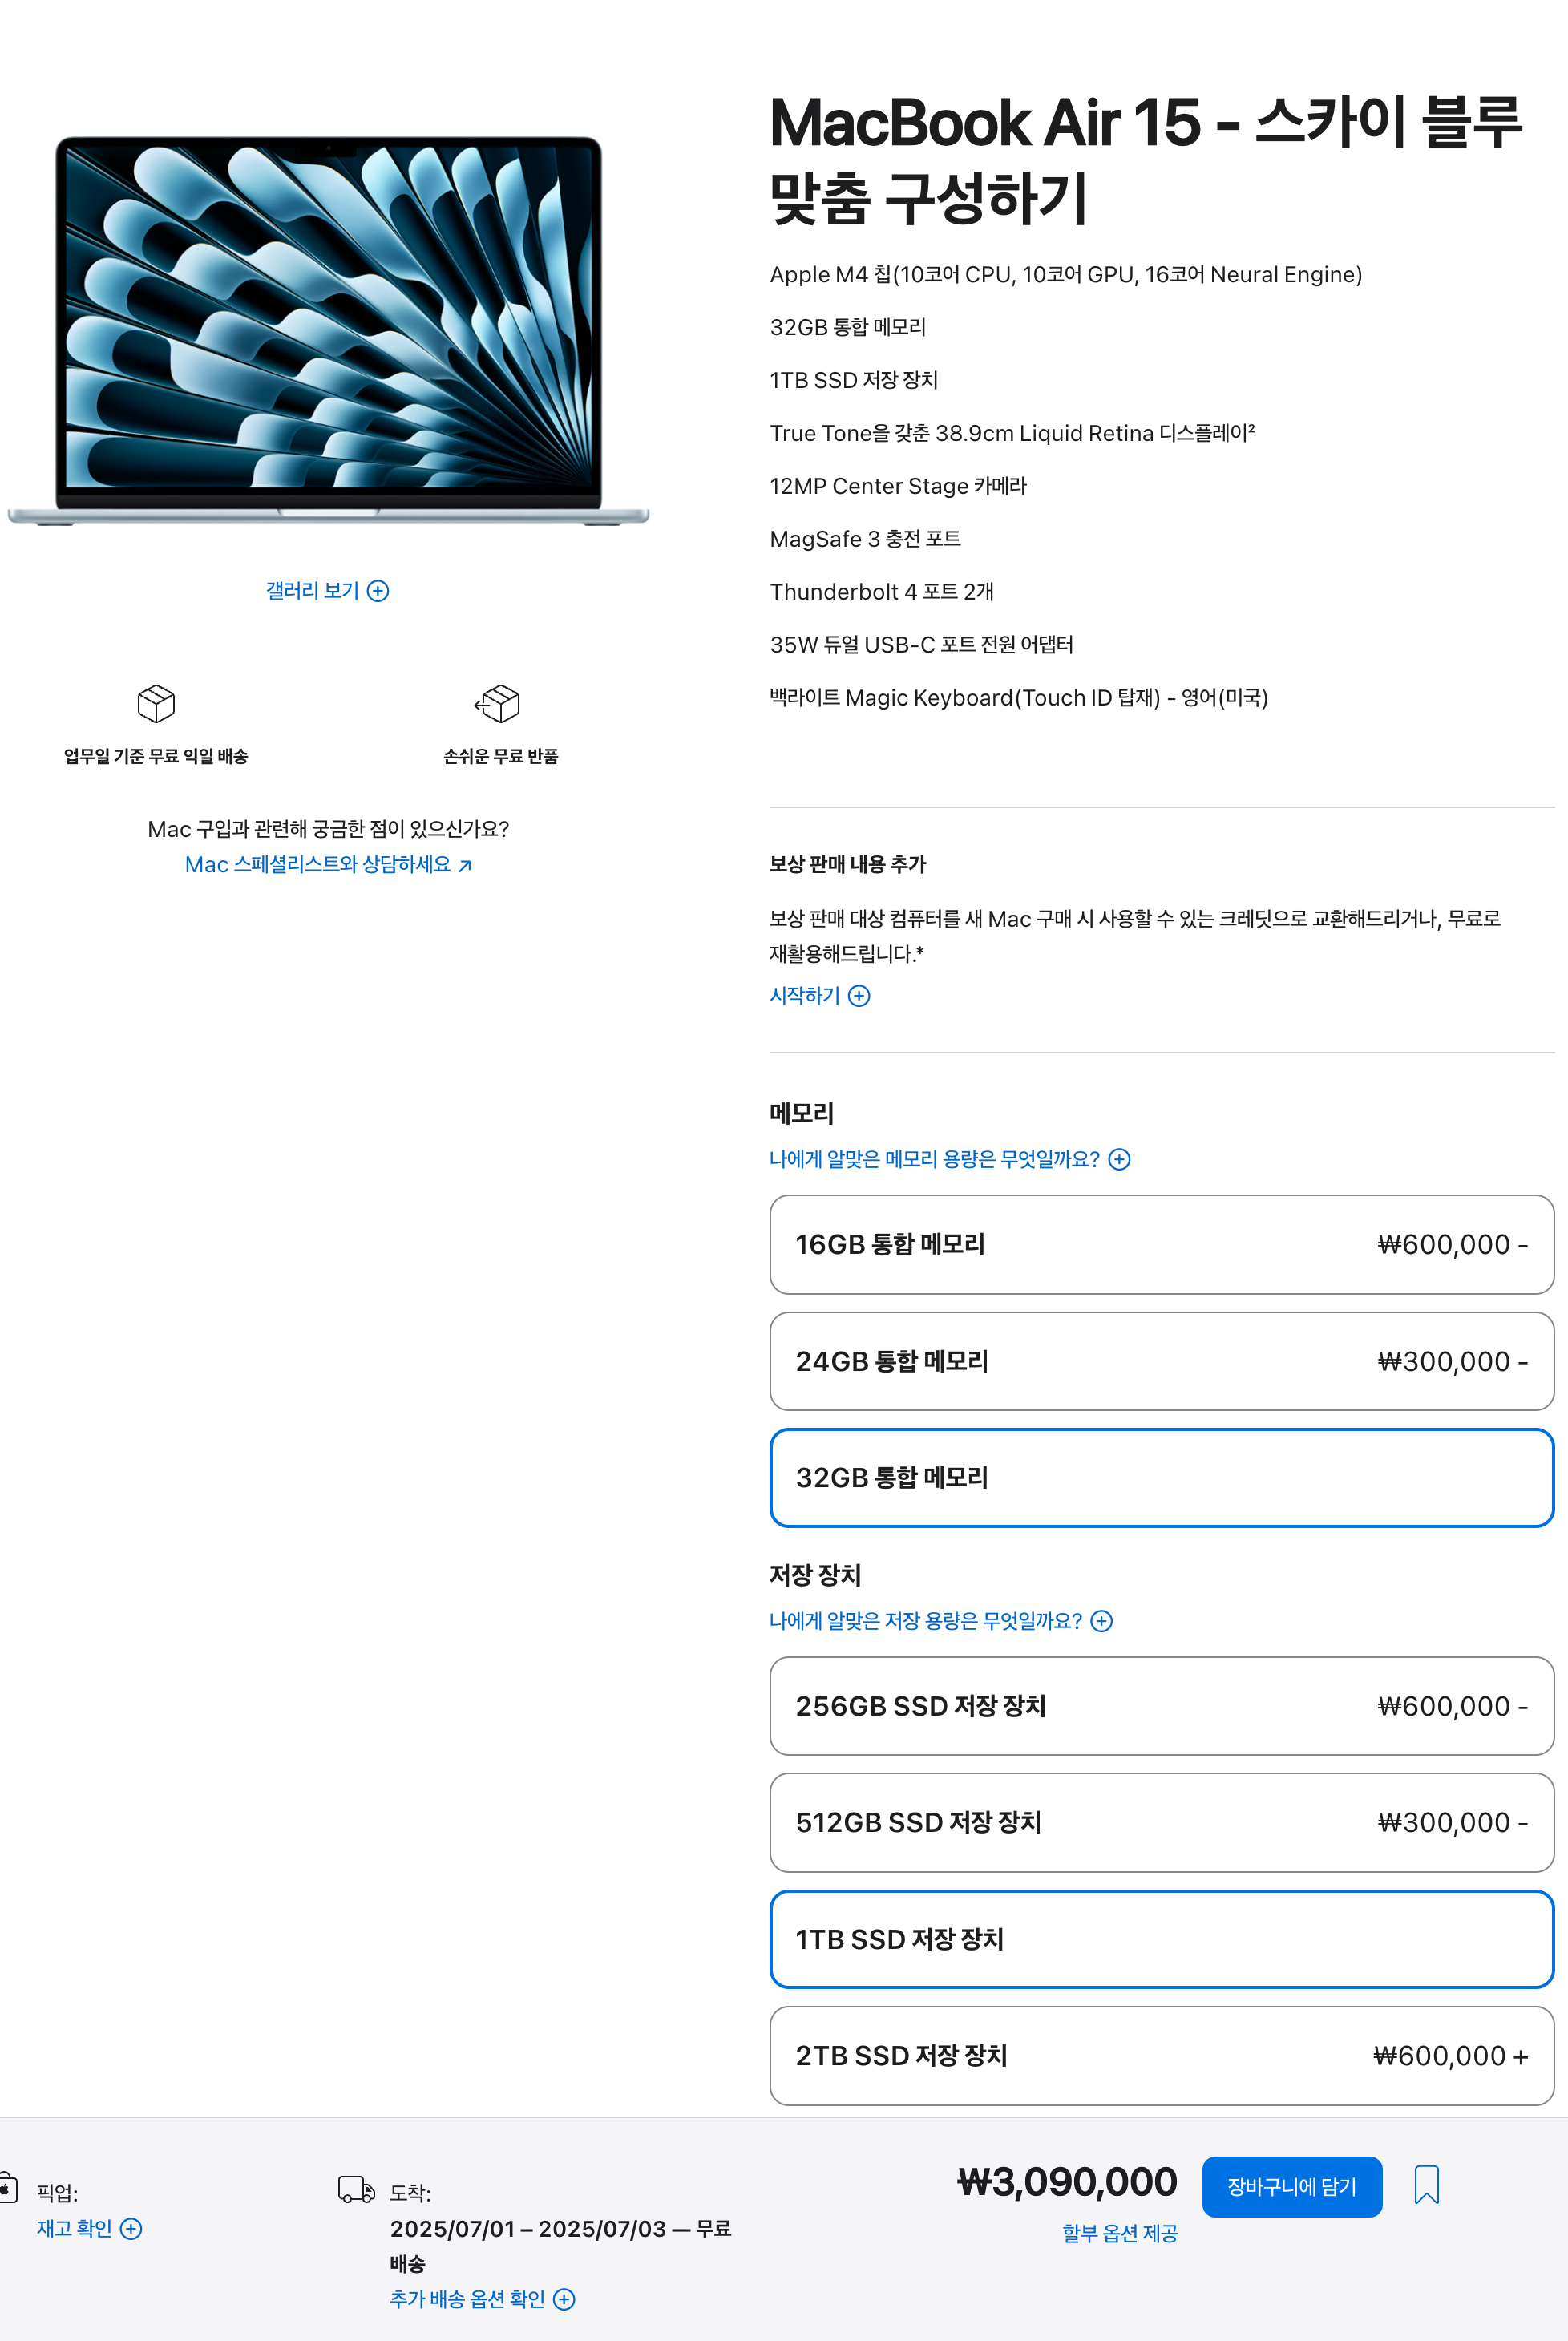 MacBook Air 15 - 스카이 블루
맞춤 구성하기
Apple M4 칩(10코어 CPU, 10코어 GPU, 16코어 Neural Engine)
32GB 통합 메모리
1TB SSD 저장 장치
True Tone을 갖춘 38.9cm Liquid Retina 디스플레이²
12MP Center Stage 카메라
MagSafe 3 충전 포트
Thunderbolt 4 포트 2개
35W 듀얼 USB-C 포트 전원 어댑터
백라이트 Magic Keyboard(Touch ID 탑재) - 영어(미국)
갤러리 보기
업무일 기준 무료 익일 배송
손쉬운 무료 반품
Mac 구입과 관련해 궁금한 점이 있으신가요?
Mac 스페셜리스트와 상담하세요
보상 판매 내용 추가
보상 판매 대상 컴퓨터를 새 Mac 구매 시 사용할 수 있는 크레딧으로 교환해드리거나, 무료로
재활용해드립니다.*
시작하기
메모리
나에게 알맞은 메모리 용량은 무엇일까요?
16GB 통합 메모리 ₩600,000 -
24GB 통합 메모리 ₩300,000 -
32GB 통합 메모리
저장 장치
나에게 알맞은 저장 용량은 무엇일까요?
256GB SSD 저장 장치 ₩600,000 -
512GB SSD 저장 장치 ₩300,000 -
1TB SSD 저장 장치
2TB SSD 저장 장치 ₩600,000 +
픽업:
재고 확인
도착:
2025/07/01 – 2025/07/03 — 무료
배송
추가 배송 옵션 확인
₩3,090,000
할부 옵션 제공
장바구니에 담기